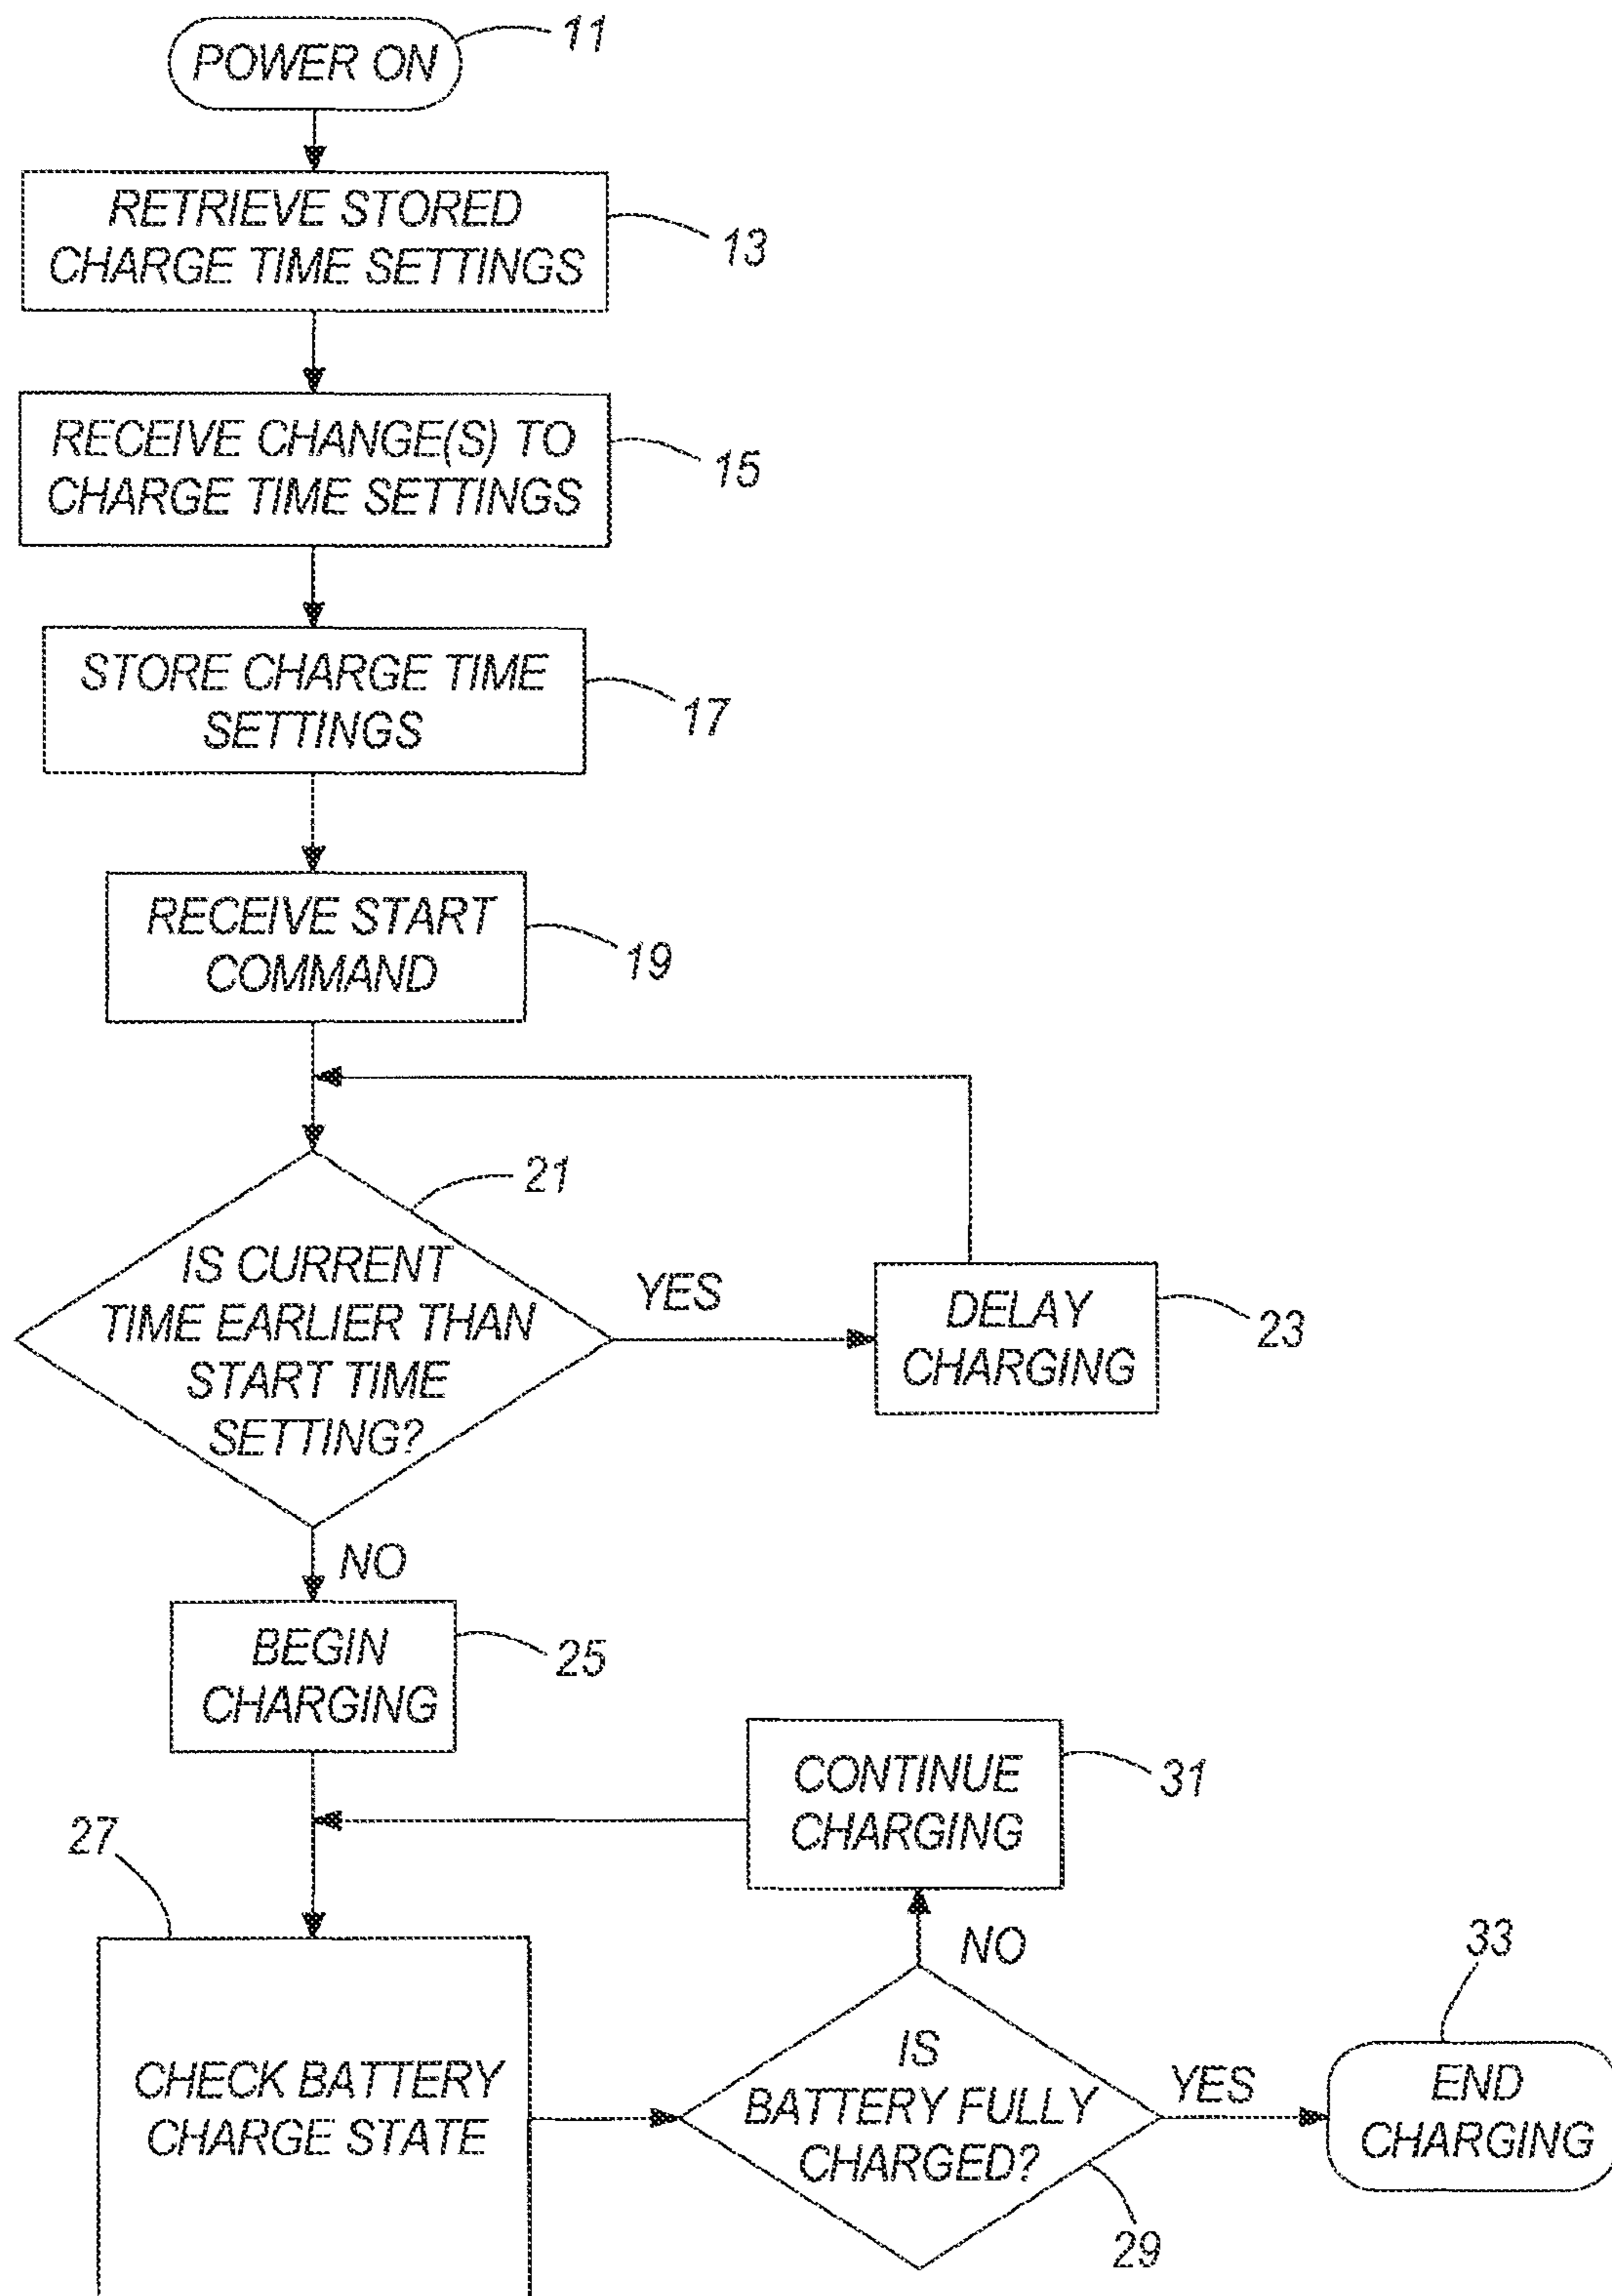 POWER ON
11
RETRIEVE STORED
CHARGE TIME SETTINGS
13
RECEIVE CHANGE(S) TO
CHARGE TIME SETTINGS
15
STORE CHARGE TIME
SETTINGS
17
RECEIVE START
COMMAND
19
21
IS CURRENT
TIME EARLIER THAN
START TIME
SETTING?
YES
DELAY
CHARGING
23
NO
BEGIN
CHARGING
25
CONTINUE
CHARGING
31
27
CHECK BATTERY
CHARGE STATE
NO
IS
BATTERY FULLY
CHARGED?
29
YES
33
END
CHARGING